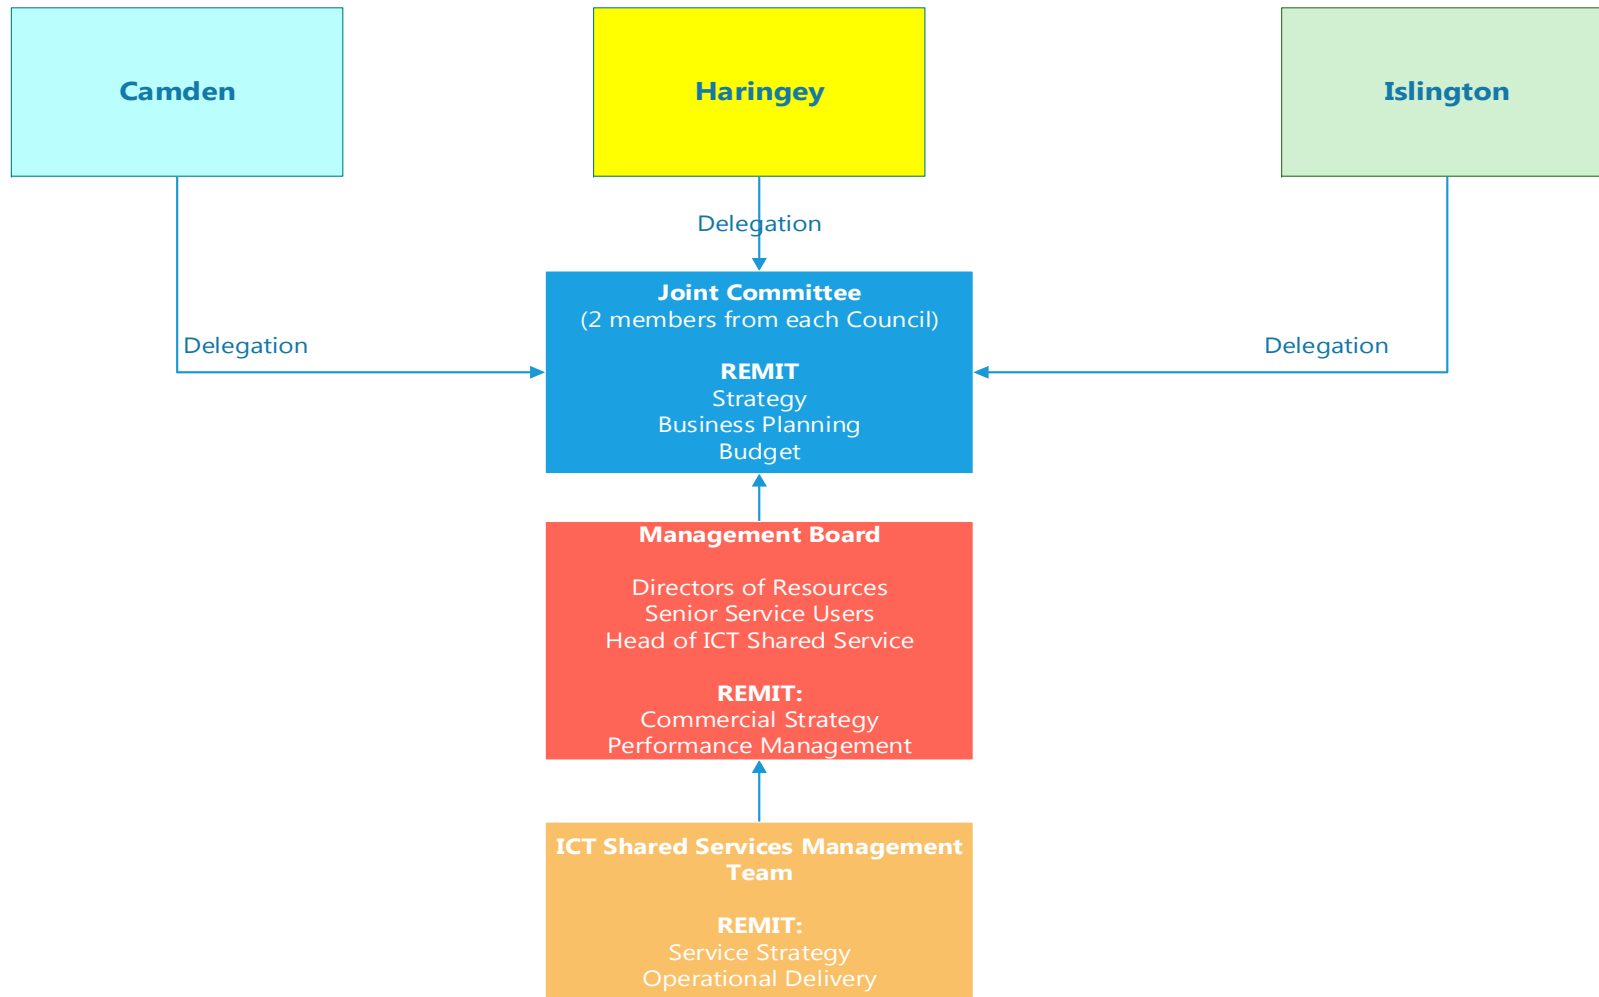 Camden
Haringey
Islington
Delegation
Delegation
Delegation
Joint Committee
(2 members from each Council)
REMIT
Strategy
Business Planning
Budget
Management Board
Directors of Resources
Senior Service Users
Head of ICT Shared Service
REMIT:
Commercial Strategy
Performance Management
ICT Shared Services Management
Team
REMIT:
Service Strategy
Operational Delivery